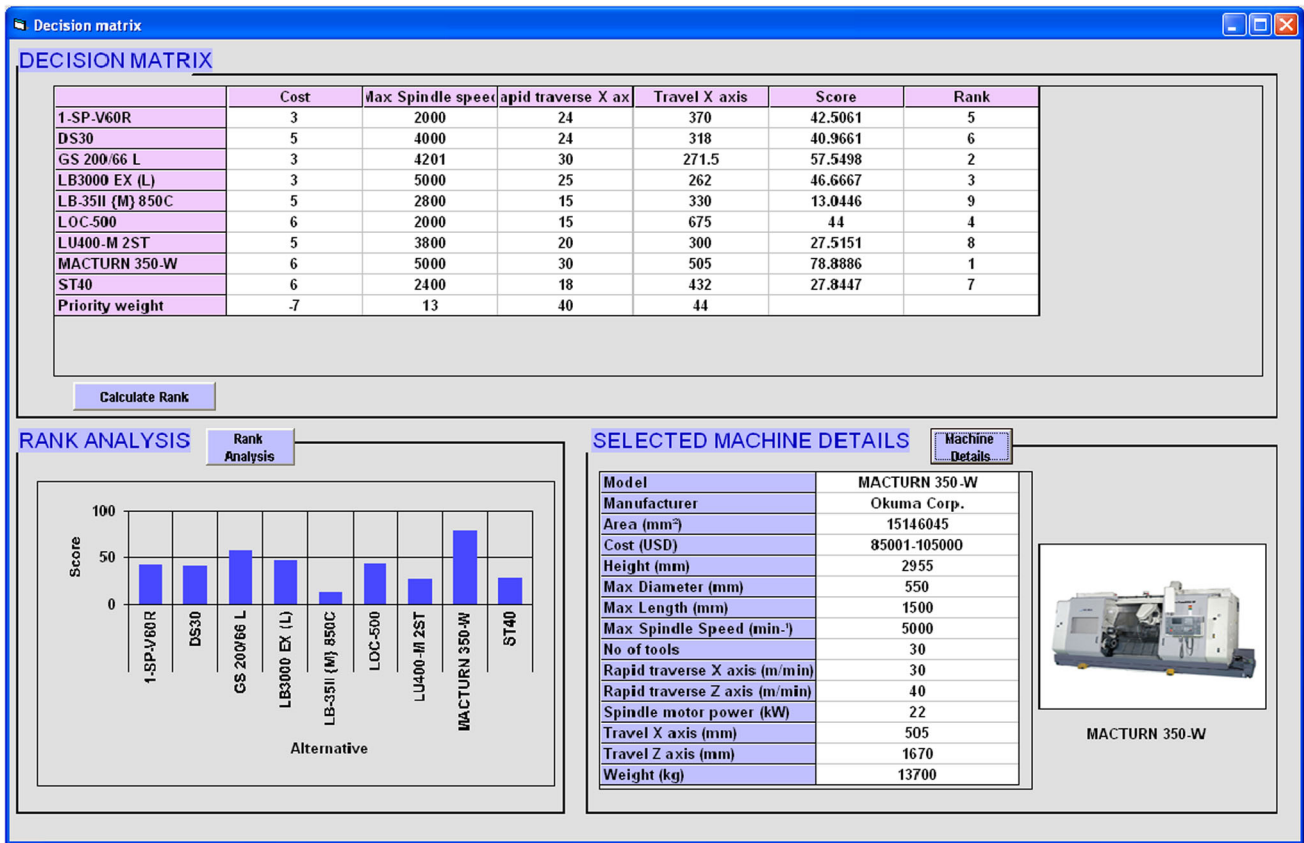 Decision matrix
DECISION MATRIX
Cost Max Spindle speec apid traverse X ax Travel X axis Score Rank
1-SP-V60R 3 2000 24 370 42.5061 5
DS30 5 4000 24 318 40.9661 6
GS 200/66 L 3 4201 30 271.5 57.5498 2
LB3000 EX (L) 3 5000 25 262 46.6667 3
LB-35II {M} 850C 5 2800 15 330 13.0446 9
LOC-500 6 2000 15 675 44 4
LU400-M 2ST 5 3800 20 300 27.5151 8
MACTURN 350-W 6 5000 30 505 78.8886 1
ST40 6 2400 18 432 27.8447 7
Priority weight -7 13 40 44
Calculate Rank
RANK ANALYSIS
Rank
Analysis
100
50
0
Score
1-SP-V60R
DS30
GS 200/66 L
LB3000 EX (L)
LB-35II {M} 850C
LOC-500
LU400-M 2ST
MACTURN 350-W
ST40
Alternative
SELECTED MACHINE DETAILS
Machine
Details
Model MACTURN 350-W
Manufacturer Okuma Corp.
Area (mm²) 15146045
Cost (USD) 85001-105000
Height (mm) 2955
Max Diameter (mm) 550
Max Length (mm) 1500
Max Spindle Speed (min-¹) 5000
No of tools 30
Rapid traverse X axis (m/min) 30
Rapid traverse Z axis (m/min) 40
Spindle motor power (kW) 22
Travel X axis (mm) 505
Travel Z axis (mm) 1670
Weight (kg) 13700
MACTURN 350-W